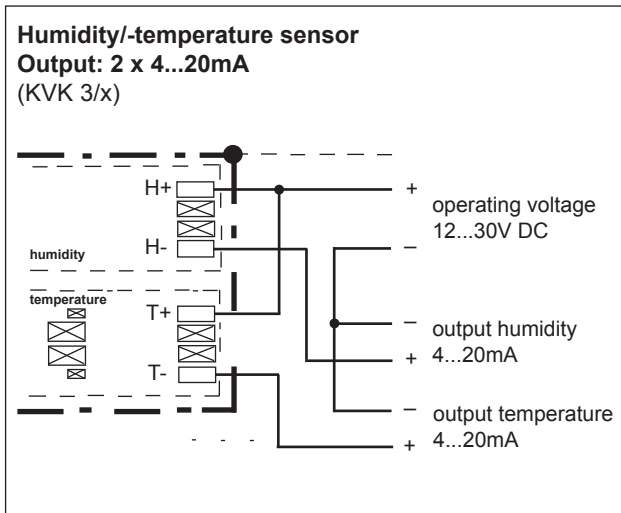 Humidity/-temperature sensor
Output: 2 x 4...20mA
(KVK 3/x)
H+
+
operating voltage
12...30V DC
H-
–
humidity
temperature
T+
–
output humidity
+ 4...20mA
T-
–
output temperature
+ 4...20mA